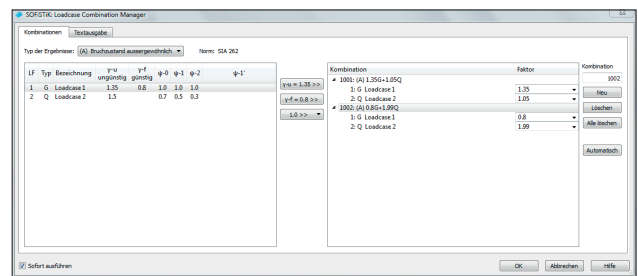 SOFiSTiK: Loadcase Combination Manager
Kombinationen Textausgabe
Typ der Ergebnisse: (A) Bruchzustand aussergewöhnlich Norm: SIA 262
LF Typ Bezeichnung γ-u ungünstig γ-f günstig ψ-0 ψ-1 ψ-2 ψ-1'
1 G Loadcase 1 1.35 0.8 1.0 1.0 1.0
2 Q Loadcase 2 1.5 0.7 0.5 0.3
γ-u = 1.35 >>
γ-f = 0.8 >>
1.0 >>
Kombination Faktor
1001: (A) 1.35G+1.05Q
1: G Loadcase 1 1.35
2: Q Loadcase 2 1.05
1002: (A) 0.8G+1.99Q
1: G Loadcase 1 0.8
2: Q Loadcase 2 1.99
Kombination
1002
Neu
Löschen
Alle löschen
Automatisch
Sofort ausführen
OK Abbrechen Hilfe